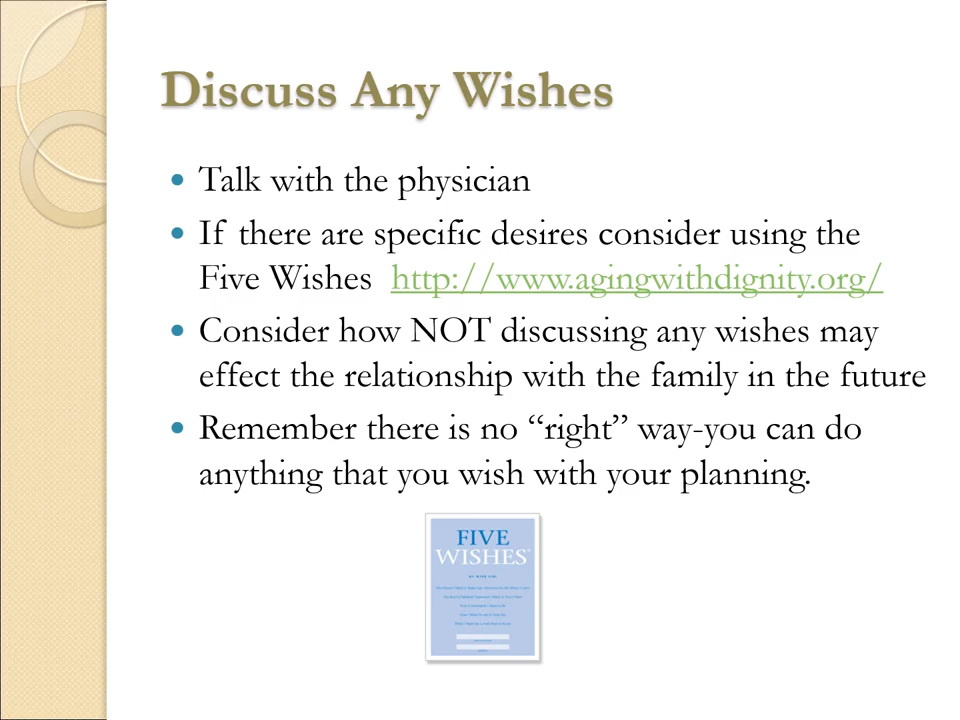 Discuss Any Wishes
Talk with the physician
If there are specific desires consider using the
Five Wishes http://www.agingwithdignity.org/
Consider how NOT discussing any wishes may
effect the relationship with the family in the future
Remember there is no “right” way-you can do
anything that you wish with your planning.
FIVE
WISHES